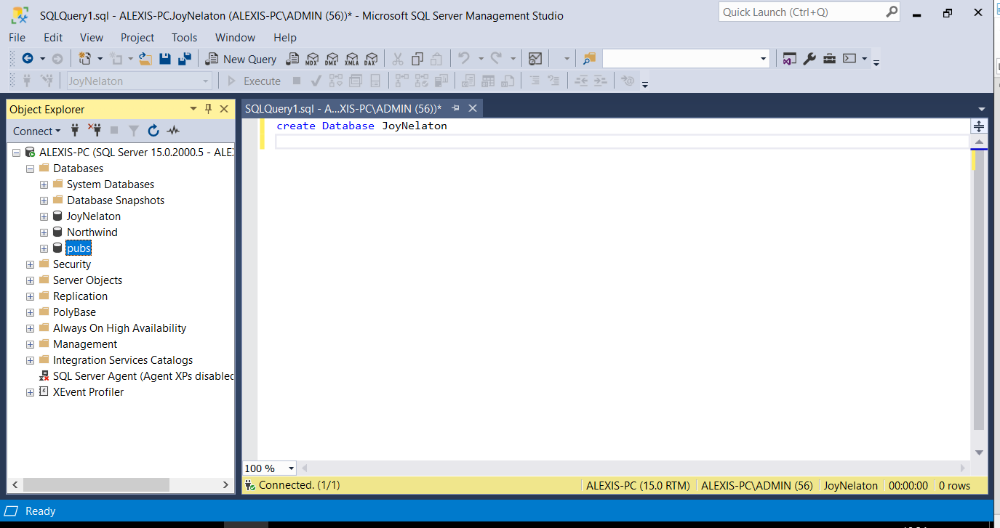 SQLQuery1.sql - ALEXIS-PC.JoyNelaton (ALEXIS-PC\ADMIN (56))* - Microsoft SQL Server Management Studio
Quick Launch (Ctrl+Q)
File Edit View Project Tools Window Help
New Query MDX DMX XMLA DAX
JoyNelaton Execute
Object Explorer
SQLQuery1.sql - A...XIS-PC\ADMIN (56))*
Connect
create Database JoyNelaton
ALEXIS-PC (SQL Server 15.0.2000.5 - ALE
Databases
System Databases
Database Snapshots
JoyNelaton
Northwind
pubs
Security
Server Objects
Replication
PolyBase
Always On High Availability
Management
Integration Services Catalogs
SQL Server Agent (Agent XPs disabled
XEvent Profiler
100 %
Connected. (1/1) ALEXIS-PC (15.0 RTM) ALEXIS-PC\ADMIN (56) JoyNelaton 00:00:00 0 rows
Ready